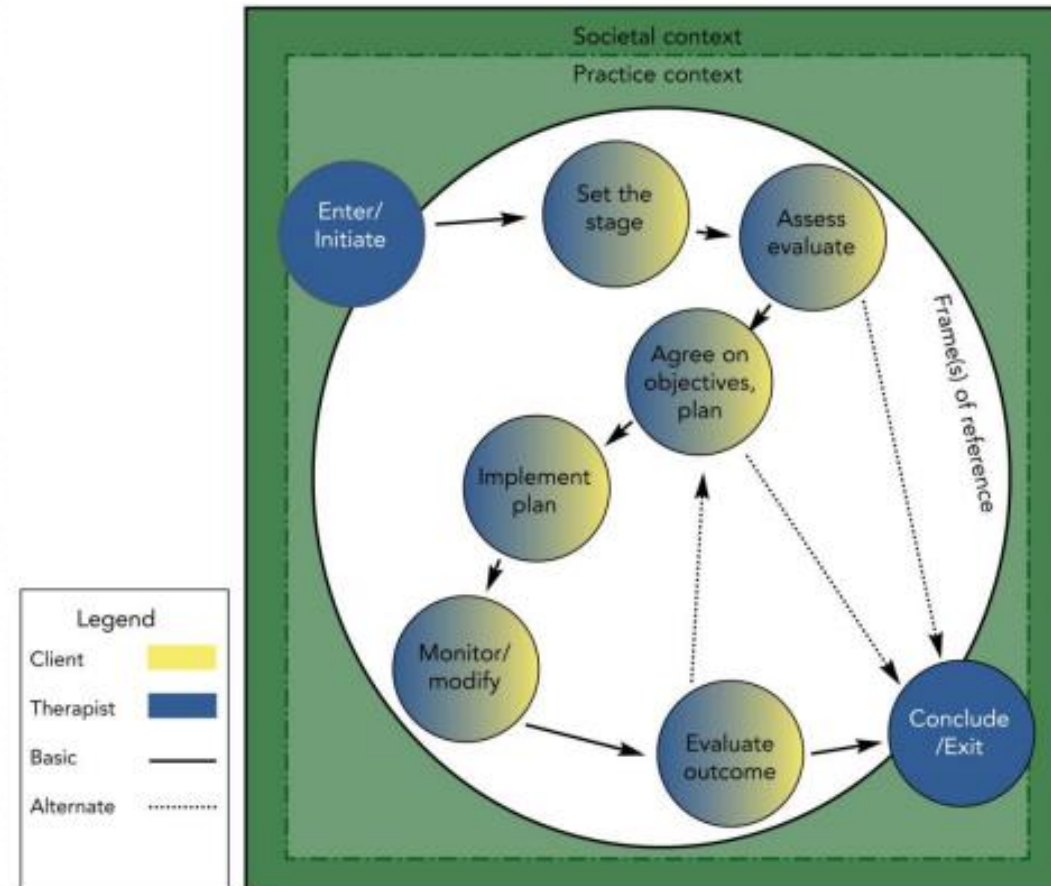 Societal context
Practice context
Enter/
Initiate
Set the
stage
Assess
evaluate
Agree on
objectives,
plan
Frame(s) of reference
Implement
plan
Monitor/
modify
Evaluate
outcome
Conclude
/Exit
Legend
Client
Therapist
Basic
Alternate